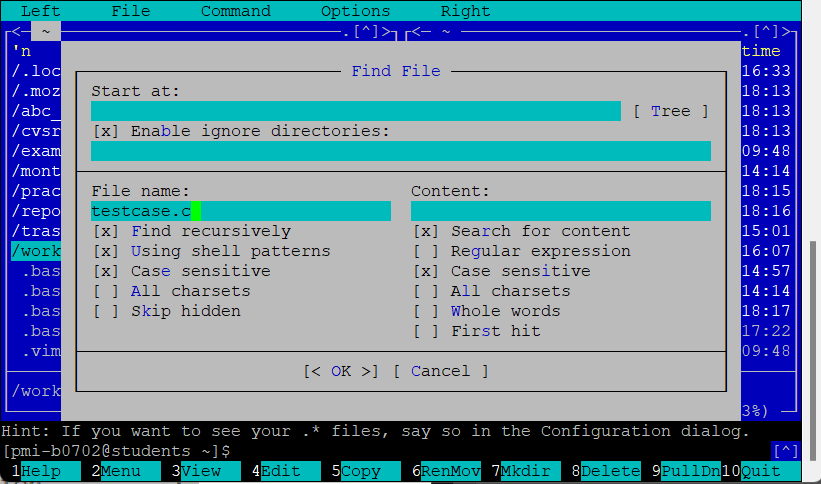 Left File Command Options Right
<─ ~ .[^]>┐┌<─ ~ .[^]>
'n time
/.loc 16:33
/.moz Find File 18:13
/abc_ Start at: 18:13
/cvsr [ Tree ] 18:13
/exam [x] Enable ignore directories: 09:48
/mont 14:14
/prac File name: Content: 18:15
/repo testcase.c 18:16
/tras [x] Find recursively [x] Search for content 15:01
/work [x] Using shell patterns [ ] Regular expression 16:07
.bas [x] Case sensitive [x] Case sensitive 14:57
.bas [ ] All charsets [ ] All charsets 14:14
.bas [ ] Skip hidden [ ] Whole words 18:17
.bas [ ] First hit 17:22
.vim 09:48
[< OK >] [ Cancel ]
/work
3%)
Hint: If you want to see your .* files, say so in the Configuration dialog.
[pmi-b0702@students ~]$ [^]
1Help 2Menu 3View 4Edit 5Copy 6RenMov 7Mkdir 8Delete 9PullDn 10Quit